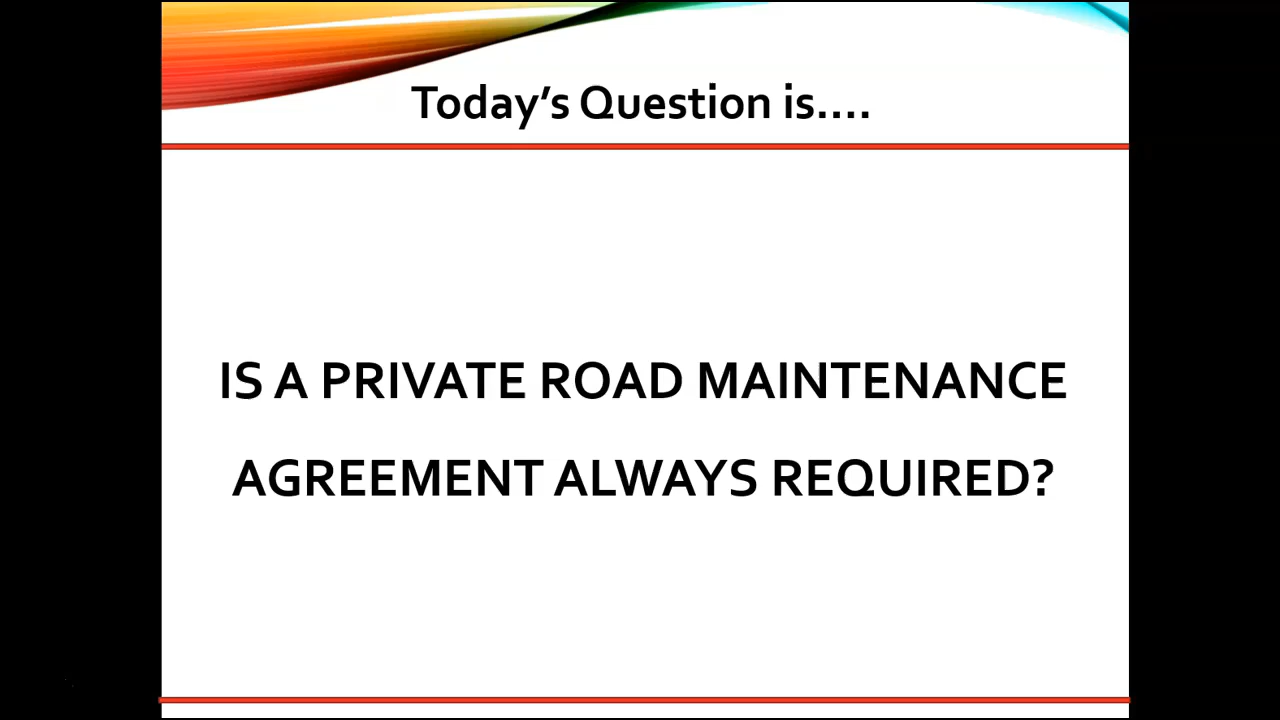 Today’s Question is....
IS A PRIVATE ROAD MAINTENANCE
AGREEMENT ALWAYS REQUIRED?